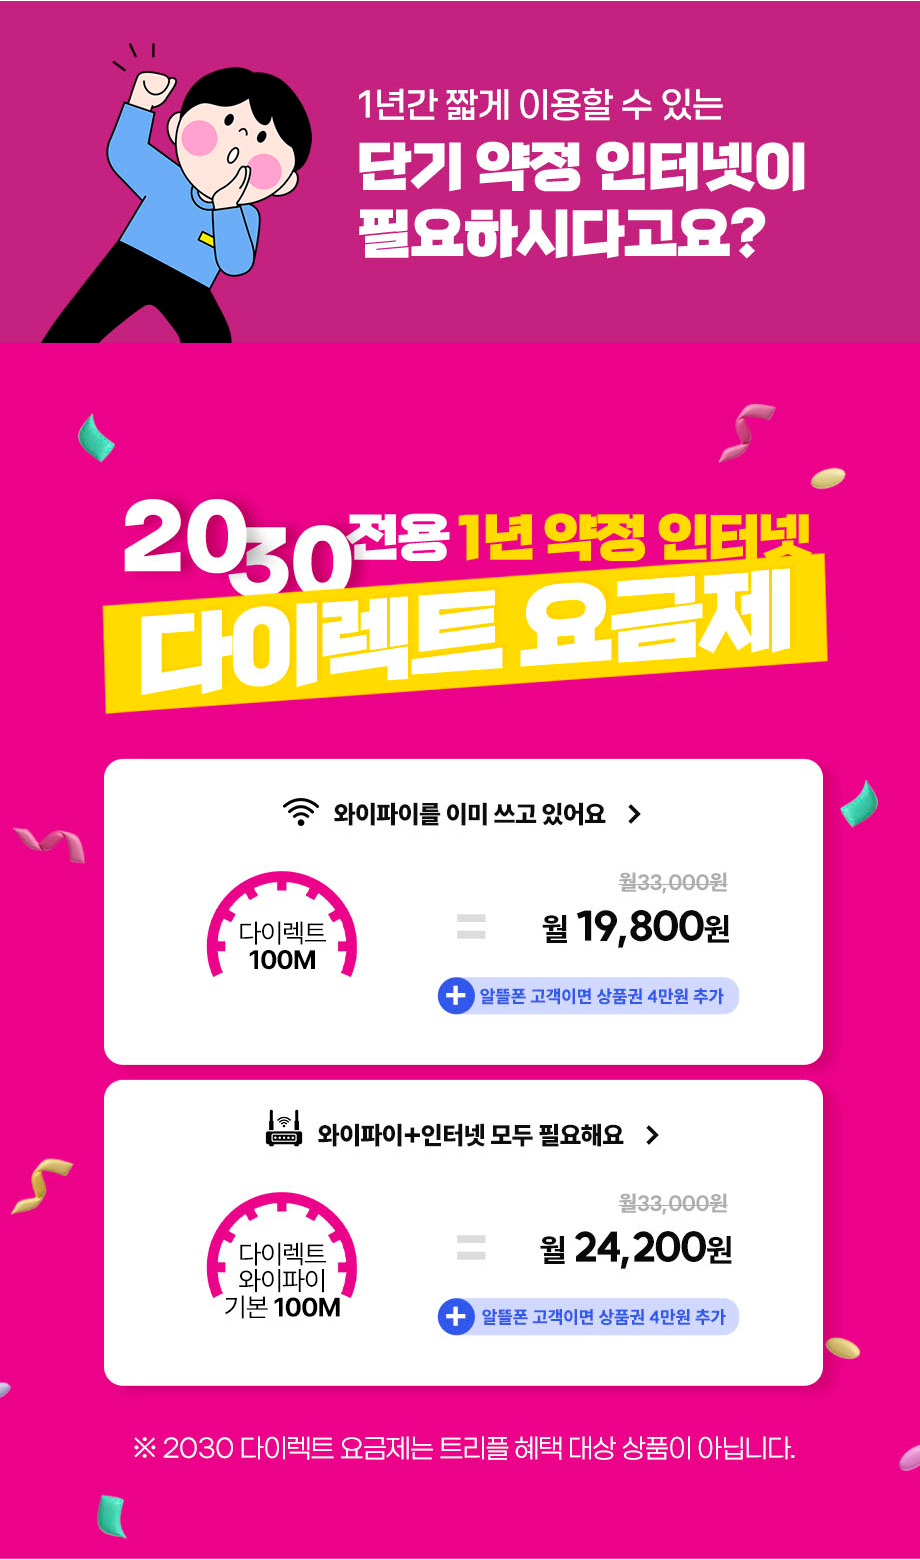 1년간 짧게 이용할 수 있는
단기 약정 인터넷이
필요하시다고요?
2030전용 1년 약정 인터넷
다이렉트 요금제
와이파이를 이미 쓰고 있어요 >
다이렉트
100M
=
월33,000원
월 19,800원
+ 알뜰폰 고객이면 상품권 4만원 추가
와이파이+인터넷 모두 필요해요 >
다이렉트
와이파이
기본 100M
=
월33,000원
월 24,200원
+ 알뜰폰 고객이면 상품권 4만원 추가
※ 2030 다이렉트 요금제는 트리플 혜택 대상 상품이 아닙니다.